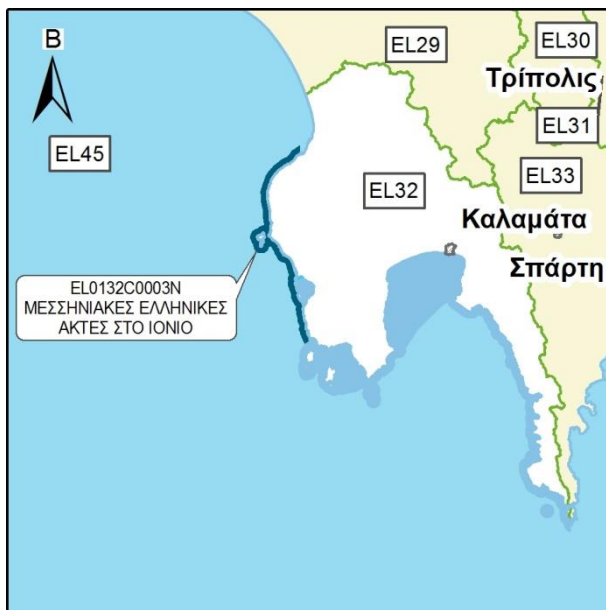 EL29
EL30
Β
Τρίπολις
EL31
EL45
EL33
EL32
Καλαμάτα
Σπάρτη
EL0132C0003N
ΜΕΣΣΗΝΙΑΚΕΣ ΕΛΛΗΝΙΚΕΣ
ΑΚΤΕΣ ΣΤΟ ΙΟΝΙΟ